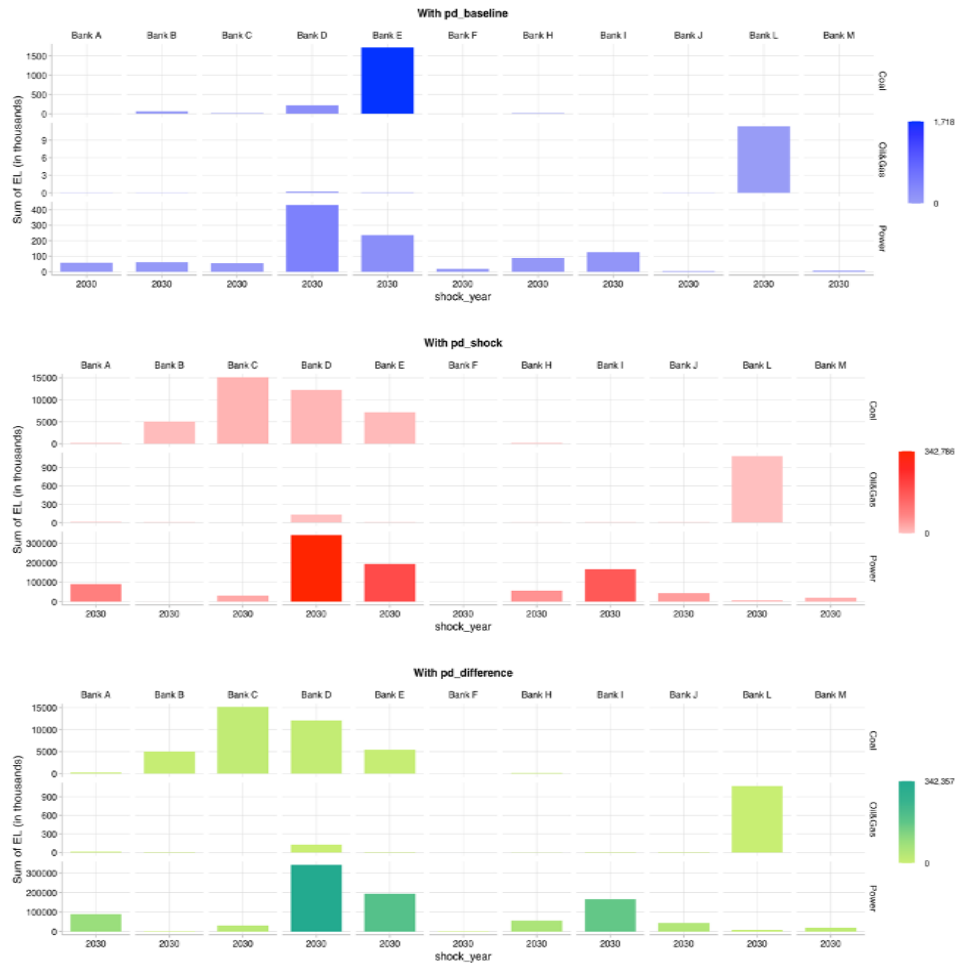 With pd_baseline
Bank A Bank B Bank C Bank D Bank E Bank F Bank H Bank I Bank J Bank L Bank M
1500
1000
500
0
Coal
9
6
3
0
Oil&Gas
400
300
200
100
0
Power
Sum of EL (in thousands)
2030 2030 2030 2030 2030 2030 2030 2030 2030 2030 2030
shock_year
1,718
0
With pd_shock
Bank A Bank B Bank C Bank D Bank E Bank F Bank H Bank I Bank J Bank L Bank M
15000
10000
5000
0
Coal
900
600
300
0
Oil&Gas
300000
200000
100000
0
Power
Sum of EL (in thousands)
2030 2030 2030 2030 2030 2030 2030 2030 2030 2030 2030
shock_year
342,786
0
With pd_difference
Bank A Bank B Bank C Bank D Bank E Bank F Bank H Bank I Bank J Bank L Bank M
15000
10000
5000
0
Coal
900
600
300
0
Oil&Gas
300000
200000
100000
0
Power
Sum of EL (in thousands)
2030 2030 2030 2030 2030 2030 2030 2030 2030 2030 2030
shock_year
342,357
0